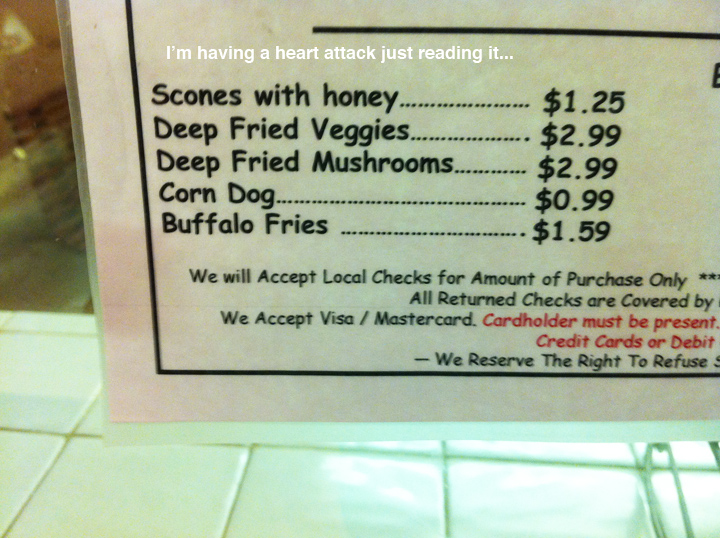 I'm having a heart attack just reading it...
Scones with honey...................... $1.25
Deep Fried Veggies.................... $2.99
Deep Fried Mushrooms............ $2.99
Corn Dog.......................................... $0.99
Buffalo Fries ............................... $1.59
We will Accept Local Checks for Amount of Purchase Only **
All Returned Checks are Covered by
We Accept Visa / Mastercard. Cardholder must be present.
Credit Cards or Debit
— We Reserve The Right To Refuse